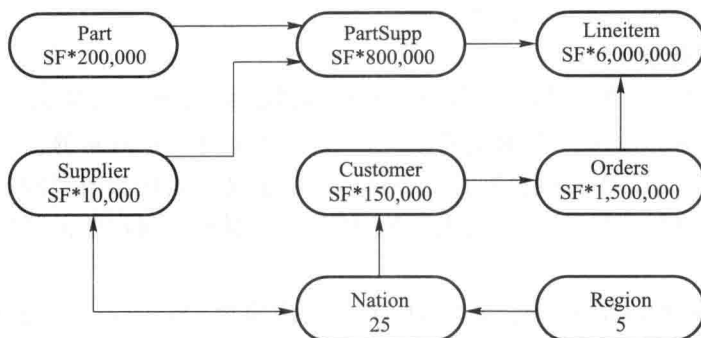 Part
SF*200,000
PartSupp
SF*800,000
Lineitem
SF*6,000,000
Supplier
SF*10,000
Customer
SF*150,000
Orders
SF*1,500,000
Nation
25
Region
5